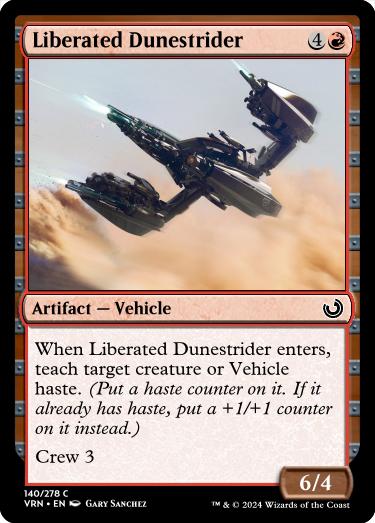 Liberated Dunestrider 4
Artifact — Vehicle
When Liberated Dunestrider enters,
teach target creature or Vehicle
haste. (Put a haste counter on it. If it
already has haste, put a +1/+1 counter
on it instead.)
Crew 3
6/4
140/278 C
VRN • EN Gary Sanchez
™ & © 2024 Wizards of the Coast